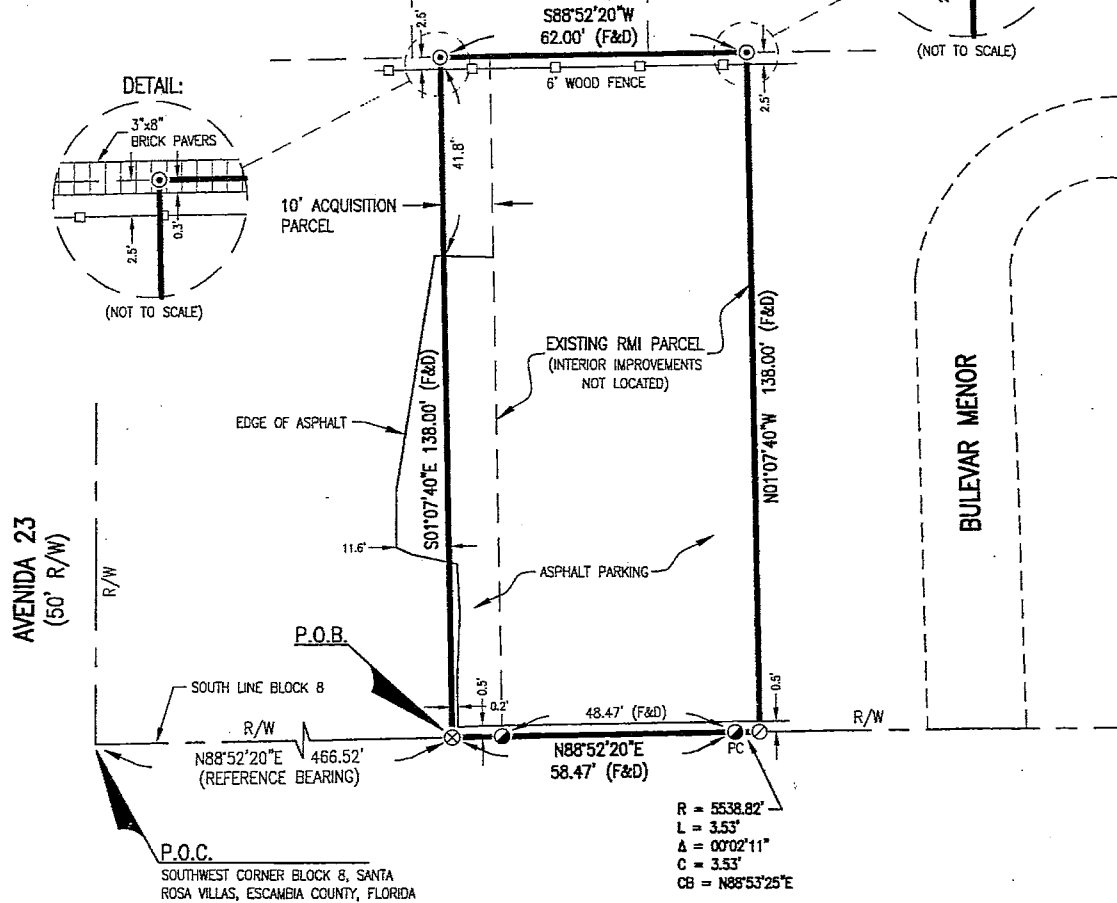 S88°52'20"W
62.00' (F&D)
2.5'
(NOT TO SCALE)
DETAIL:
3"x8"
BRICK PAVERS
6' WOOD FENCE
2.5'
41.8'
10' ACQUISITION
PARCEL
2.5'
0.3'
(NOT TO SCALE)
EXISTING RMI PARCEL
(INTERIOR IMPROVEMENTS
NOT LOCATED)
S01°07'40"E 138.00' (F&D)
N01°07'40"W 138.00' (F&D)
EDGE OF ASPHALT
BULEVAR MENOR
AVENIDA 23
(50' R/W)
R/W
11.6'
ASPHALT PARKING
P.O.B.
SOUTH LINE BLOCK 8
0.5'
0.2'
0.5'
48.47' (F&D)
R/W
R/W
N88°52'20"E 466.52'
(REFERENCE BEARING)
N88°52'20"E
58.47' (F&D)
PC
R = 5538.82'
L = 3.53'
Δ = 00°02'11"
C = 3.53'
CB = N88°53'25"E
P.O.C.
SOUTHWEST CORNER BLOCK 8, SANTA
ROSA VILLAS, ESCAMBIA COUNTY, FLORIDA